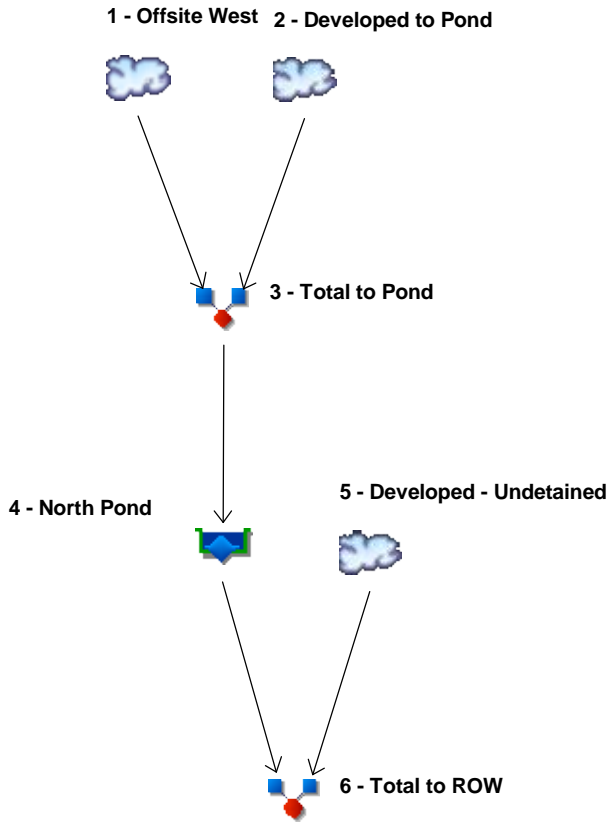 1 - Offsite West
2 - Developed to Pond
3 - Total to Pond
4 - North Pond
5 - Developed - Undetained
6 - Total to ROW